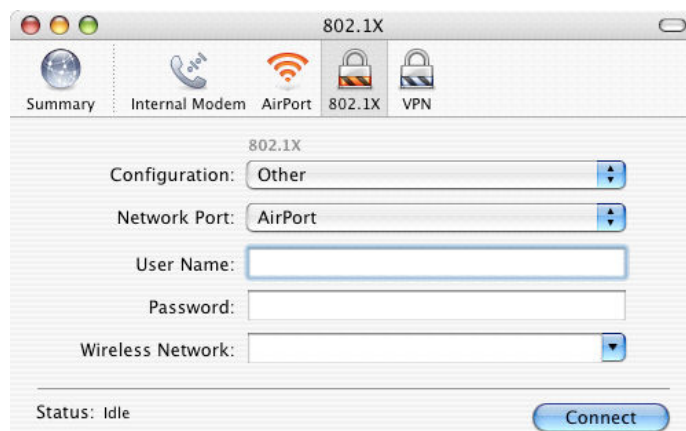 802.1X
Summary Internal Modem AirPort 802.1X VPN
802.1X
Configuration: Other
Network Port: AirPort
User Name:
Password:
Wireless Network:
Status: Idle Connect